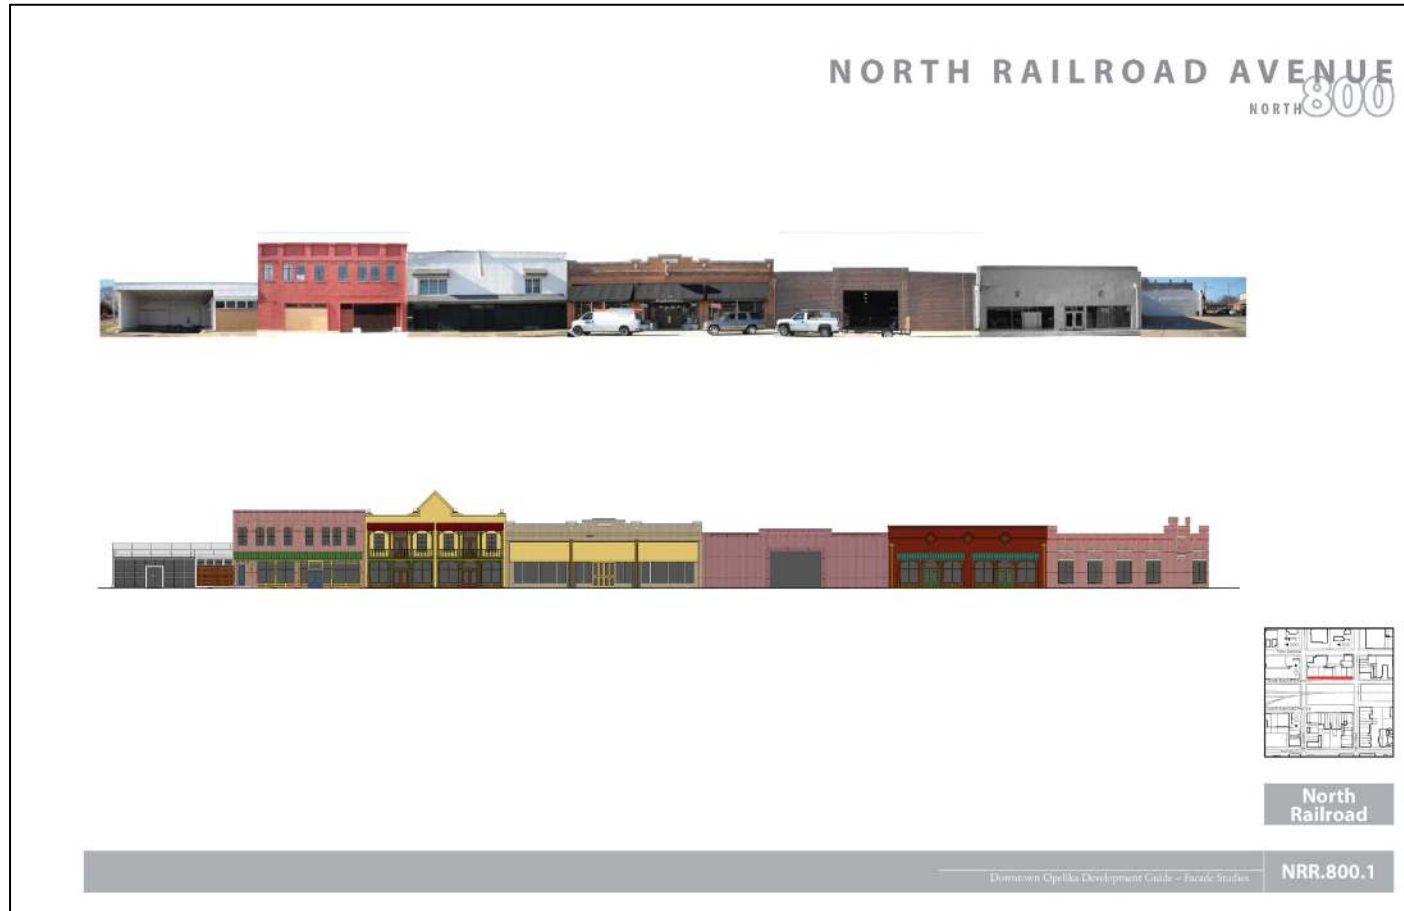 NORTH RAILROAD AVENUE
NORTH 800
North
Railroad
Downtown Opelika Development Guide – Facade Studies
NRR.800.1